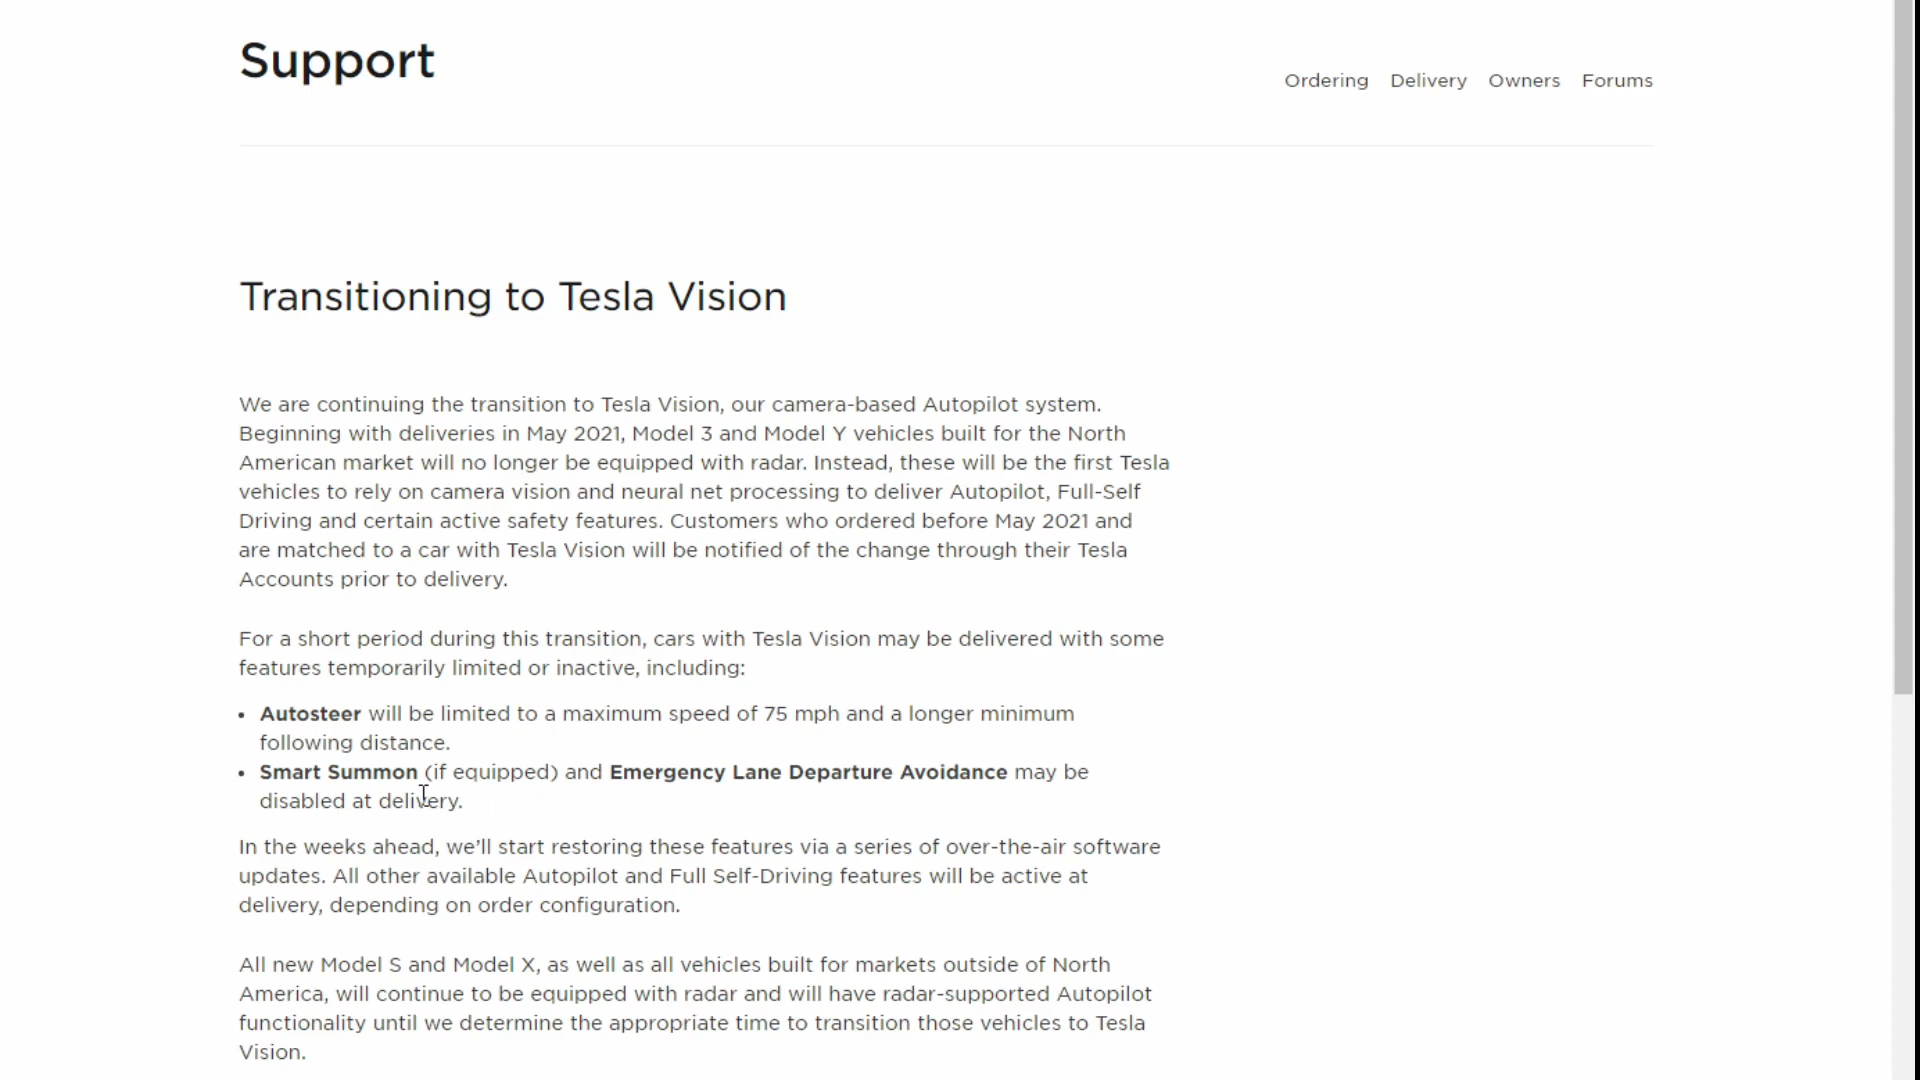 Support
Ordering Delivery Owners Forums
Transitioning to Tesla Vision
We are continuing the transition to Tesla Vision, our camera-based Autopilot system.
Beginning with deliveries in May 2021, Model 3 and Model Y vehicles built for the North
American market will no longer be equipped with radar. Instead, these will be the first Tesla
vehicles to rely on camera vision and neural net processing to deliver Autopilot, Full-Self
Driving and certain active safety features. Customers who ordered before May 2021 and
are matched to a car with Tesla Vision will be notified of the change through their Tesla
Accounts prior to delivery.
For a short period during this transition, cars with Tesla Vision may be delivered with some
features temporarily limited or inactive, including:
• Autosteer will be limited to a maximum speed of 75 mph and a longer minimum
following distance.
• Smart Summon (if equipped) and Emergency Lane Departure Avoidance may be
disabled at delivery.
In the weeks ahead, we’ll start restoring these features via a series of over-the-air software
updates. All other available Autopilot and Full Self-Driving features will be active at
delivery, depending on order configuration.
All new Model S and Model X, as well as all vehicles built for markets outside of North
America, will continue to be equipped with radar and will have radar-supported Autopilot
functionality until we determine the appropriate time to transition those vehicles to Tesla
Vision.